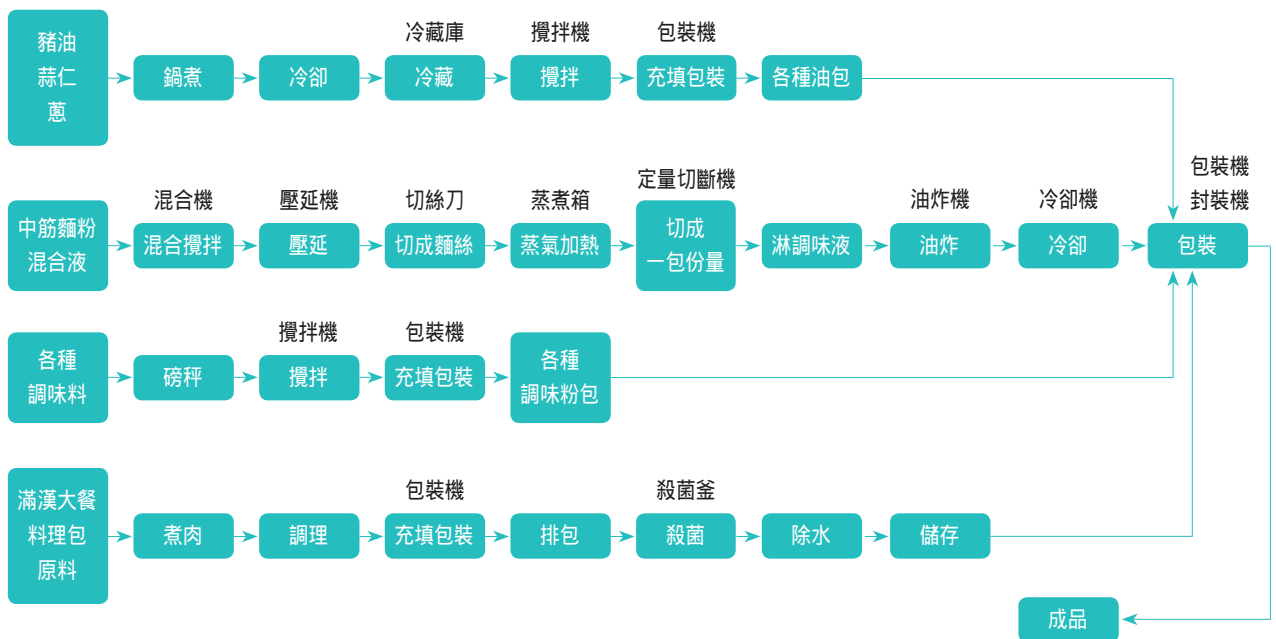 豬油
蒜仁
蔥
鍋煮
冷卻
冷藏庫
冷藏
攪拌機
攪拌
包裝機
充填包裝
各種油包
中筋麵粉
混合液
混合機
混合攪拌
壓延機
壓延
切絲刀
切成麵絲
蒸煮箱
蒸氣加熱
定量切斷機
切成
一包份量
淋調味液
油炸機
油炸
冷卻機
冷卻
包裝機
封裝機
包裝
各種
調味料
磅秤
攪拌機
攪拌
包裝機
充填包裝
各種
調味粉包
滿漢大餐
料理包
原料
煮肉
調理
包裝機
充填包裝
排包
殺菌釜
殺菌
除水
儲存
成品